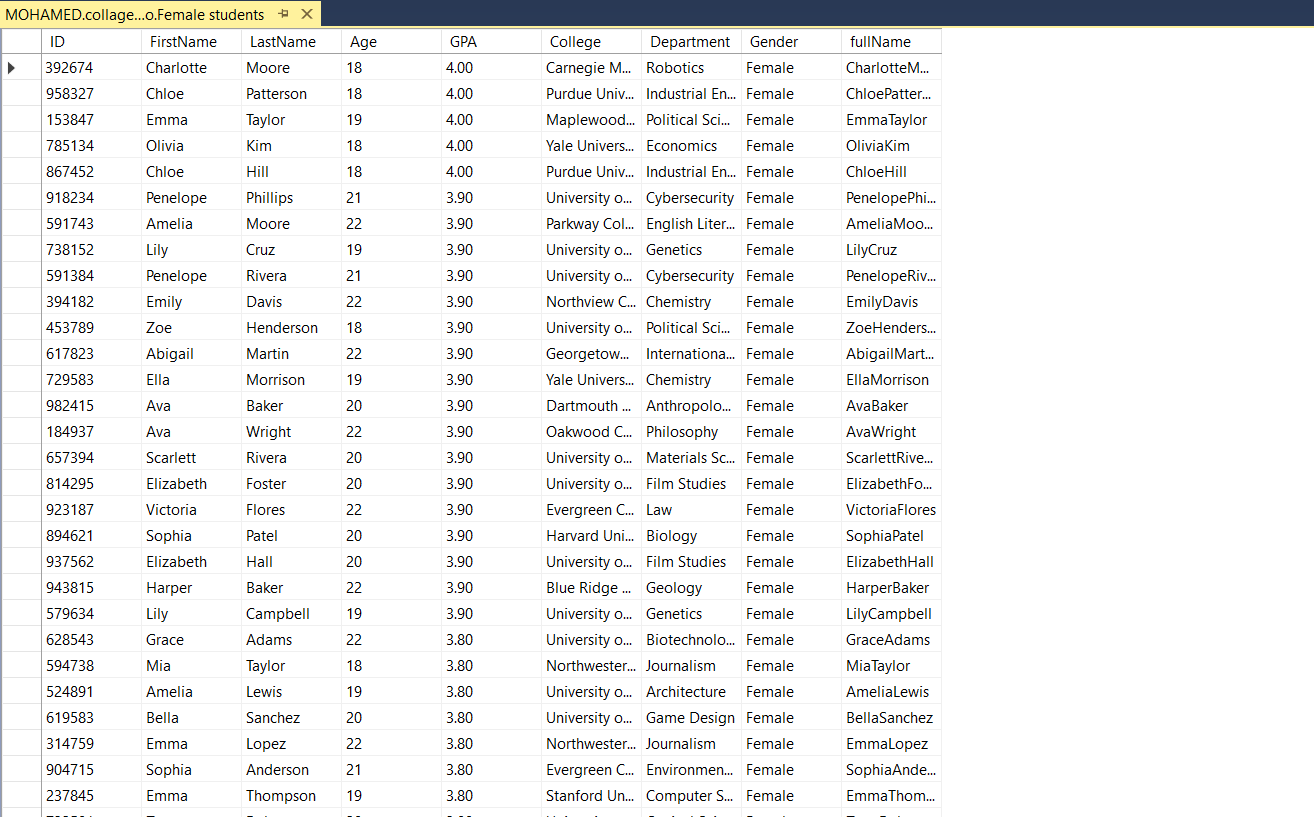 MOHAMED.collage...o.Female students
ID FirstName LastName Age GPA College Department Gender fullName
392674 Charlotte Moore 18 4.00 Carnegie M... Robotics Female CharlotteM...
958327 Chloe Patterson 18 4.00 Purdue Univ... Industrial En... Female ChloePatter...
153847 Emma Taylor 19 4.00 Maplewood... Political Sci... Female EmmaTaylor
785134 Olivia Kim 18 4.00 Yale Univers... Economics Female OliviaKim
867452 Chloe Hill 18 4.00 Purdue Univ... Industrial En... Female ChloeHill
918234 Penelope Phillips 21 3.90 University o... Cybersecurity Female PenelopePhi...
591743 Amelia Moore 22 3.90 Parkway Col... English Liter... Female AmeliaMoo...
738152 Lily Cruz 19 3.90 University o... Genetics Female LilyCruz
591384 Penelope Rivera 21 3.90 University o... Cybersecurity Female PenelopeRiv...
394182 Emily Davis 22 3.90 Northview C... Chemistry Female EmilyDavis
453789 Zoe Henderson 18 3.90 University o... Political Sci... Female ZoeHenders...
617823 Abigail Martin 22 3.90 Georgetow... Internationa... Female AbigailMart...
729583 Ella Morrison 19 3.90 Yale Univers... Chemistry Female EllaMorrison
982415 Ava Baker 20 3.90 Dartmouth ... Anthropolo... Female AvaBaker
184937 Ava Wright 22 3.90 Oakwood C... Philosophy Female AvaWright
657394 Scarlett Rivera 20 3.90 University o... Materials Sc... Female ScarlettRive...
814295 Elizabeth Foster 20 3.90 University o... Film Studies Female ElizabethFo...
923187 Victoria Flores 22 3.90 Evergreen C... Law Female VictoriaFlores
894621 Sophia Patel 20 3.90 Harvard Uni... Biology Female SophiaPatel
937562 Elizabeth Hall 20 3.90 University o... Film Studies Female ElizabethHall
943815 Harper Baker 22 3.90 Blue Ridge ... Geology Female HarperBaker
579634 Lily Campbell 19 3.90 University o... Genetics Female LilyCampbell
628543 Grace Adams 22 3.80 University o... Biotechnolo... Female GraceAdams
594738 Mia Taylor 18 3.80 Northwester... Journalism Female MiaTaylor
524891 Amelia Lewis 19 3.80 University o... Architecture Female AmeliaLewis
619583 Bella Sanchez 20 3.80 University o... Game Design Female BellaSanchez
314759 Emma Lopez 22 3.80 Northwester... Journalism Female EmmaLopez
904715 Sophia Anderson 21 3.80 Evergreen C... Environmen... Female SophiaAnde...
237845 Emma Thompson 19 3.80 Stanford Un... Computer S... Female EmmaThom...